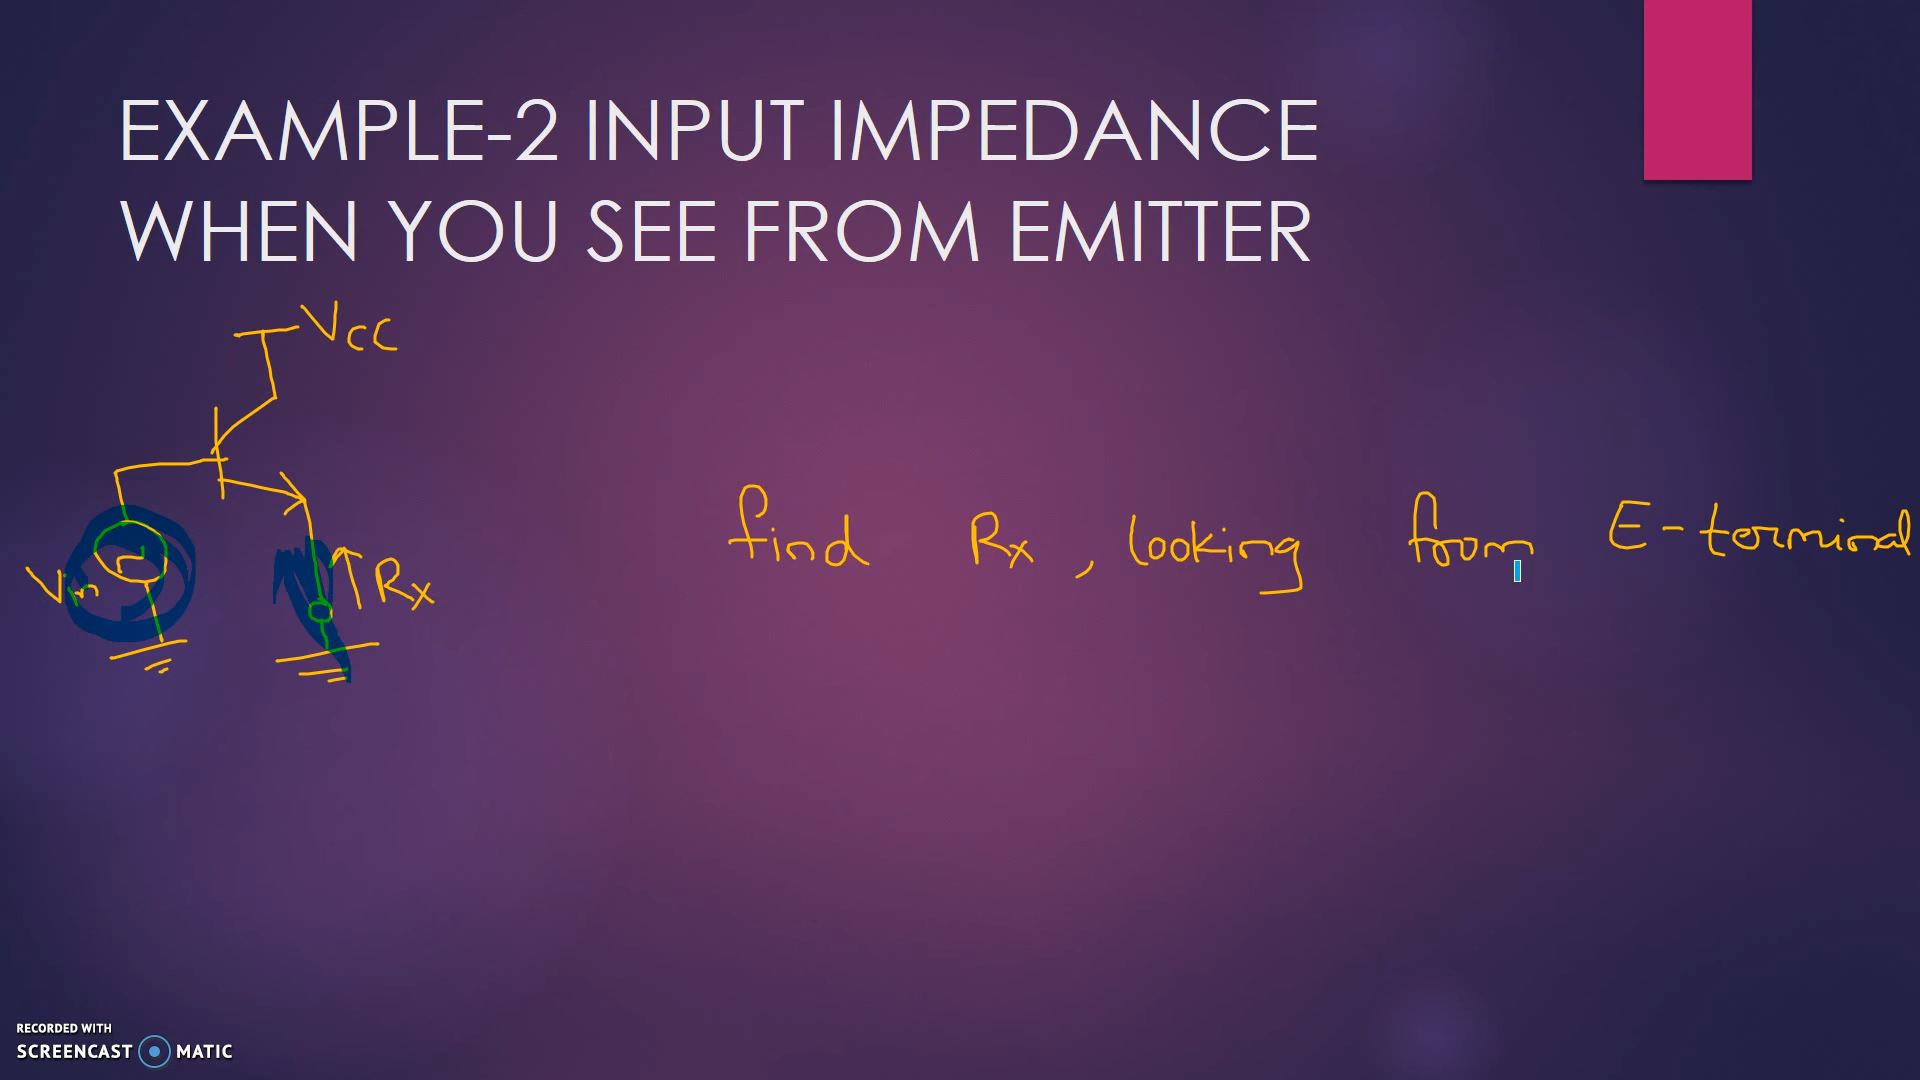 EXAMPLE-2 INPUT IMPEDANCE
WHEN YOU SEE FROM EMITTER
Vcc
find Rx, looking from E-terminal
Vin
Rx
RECORDED WITH
SCREENCAST MATIC